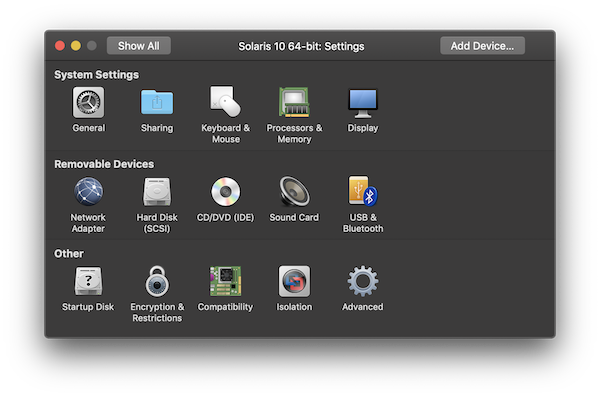 Show All Solaris 10 64-bit: Settings Add Device...
System Settings
General Sharing Keyboard & Processors & Display
Mouse Memory
Removable Devices
Network Hard Disk CD/DVD (IDE) Sound Card USB &
Adapter (SCSI) Bluetooth
Other
?
Startup Disk Encryption & Compatibility Isolation Advanced
Restrictions